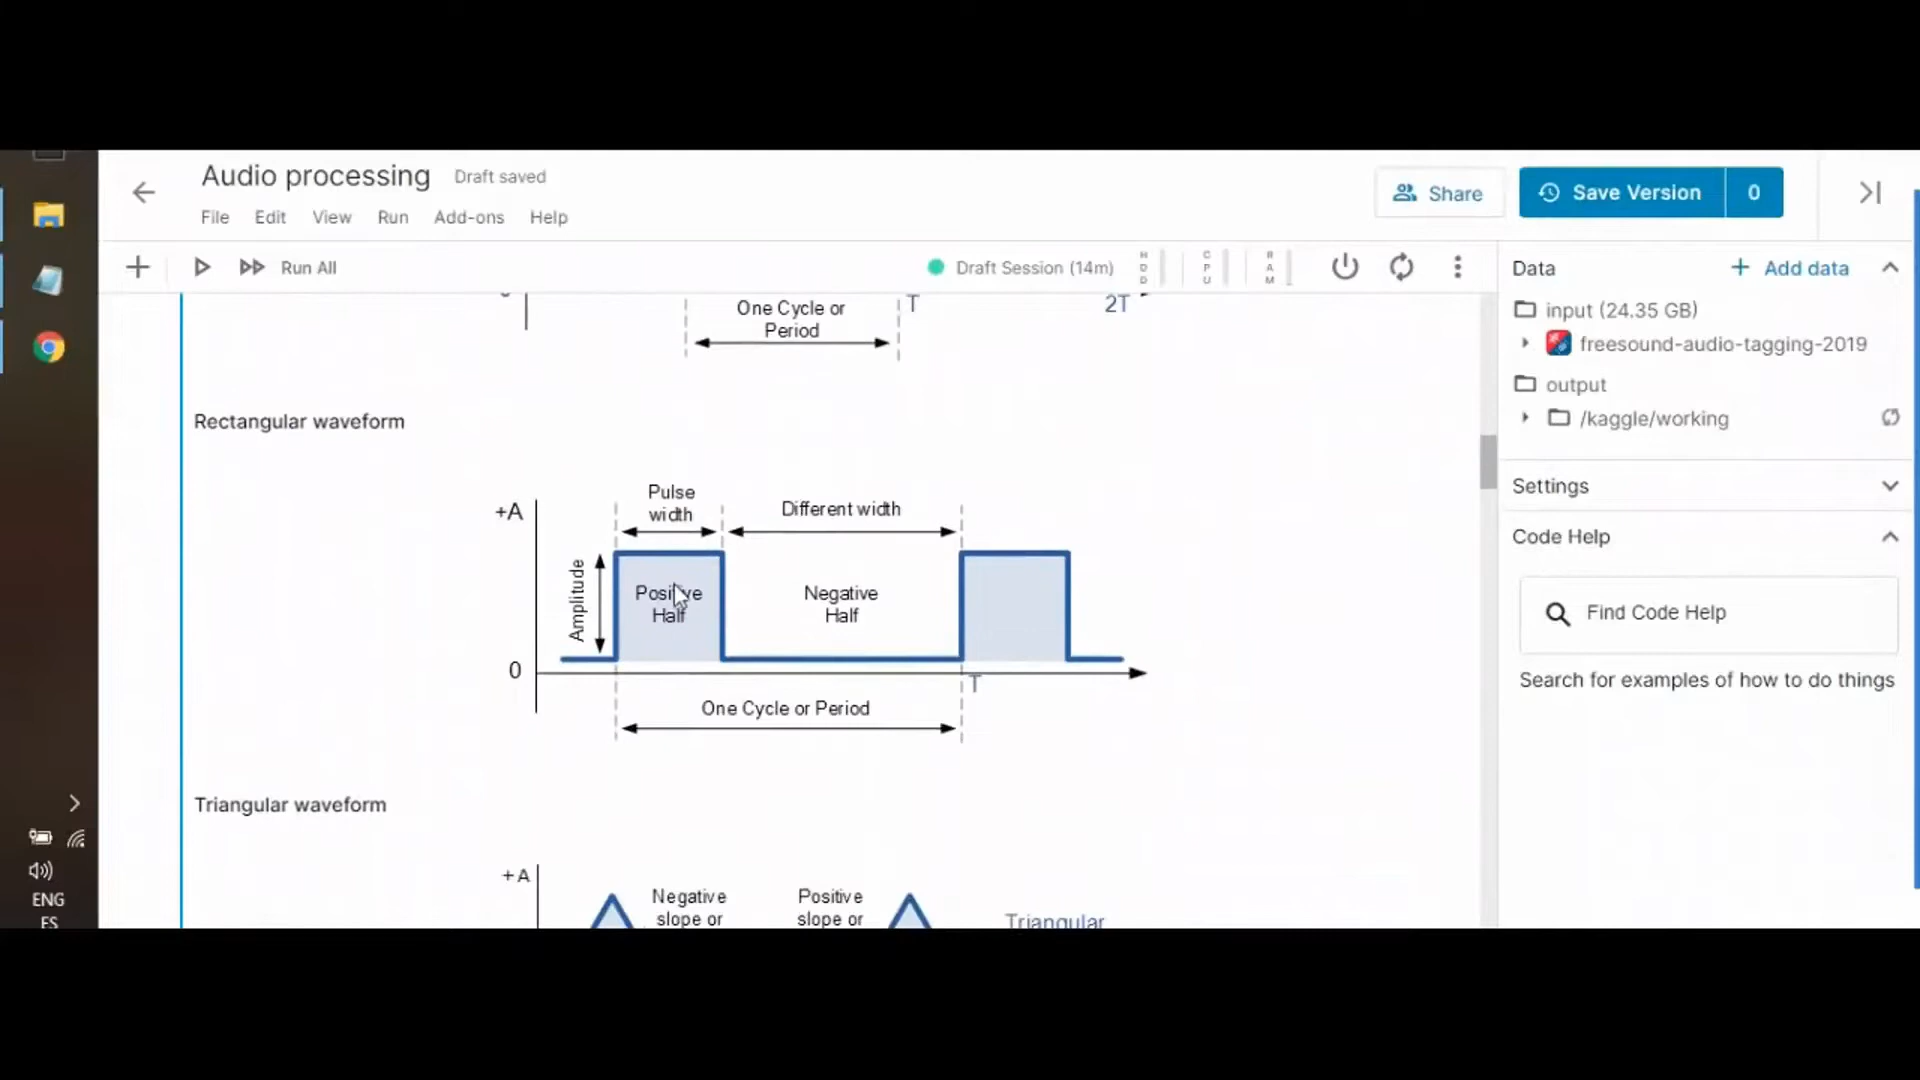 Audio processing Draft saved
Share
Save Version 0
File Edit View Run Add-ons Help
Run All
Draft Session (14m)
HDD
CPU
RAM
Data
Add data
input (24.35 GB)
freesound-audio-tagging-2019
output
/kaggle/working
Settings
Code Help
Find Code Help
Search for examples of how to do things
One Cycle or
Period
T
2T
Rectangular waveform
+A
Pulse
width
Different width
Amplitude
Positive
Half
Negative
Half
0
T
One Cycle or Period
Triangular waveform
+A
Negative
slope or
Positive
slope or
Triangular
ENG
ES